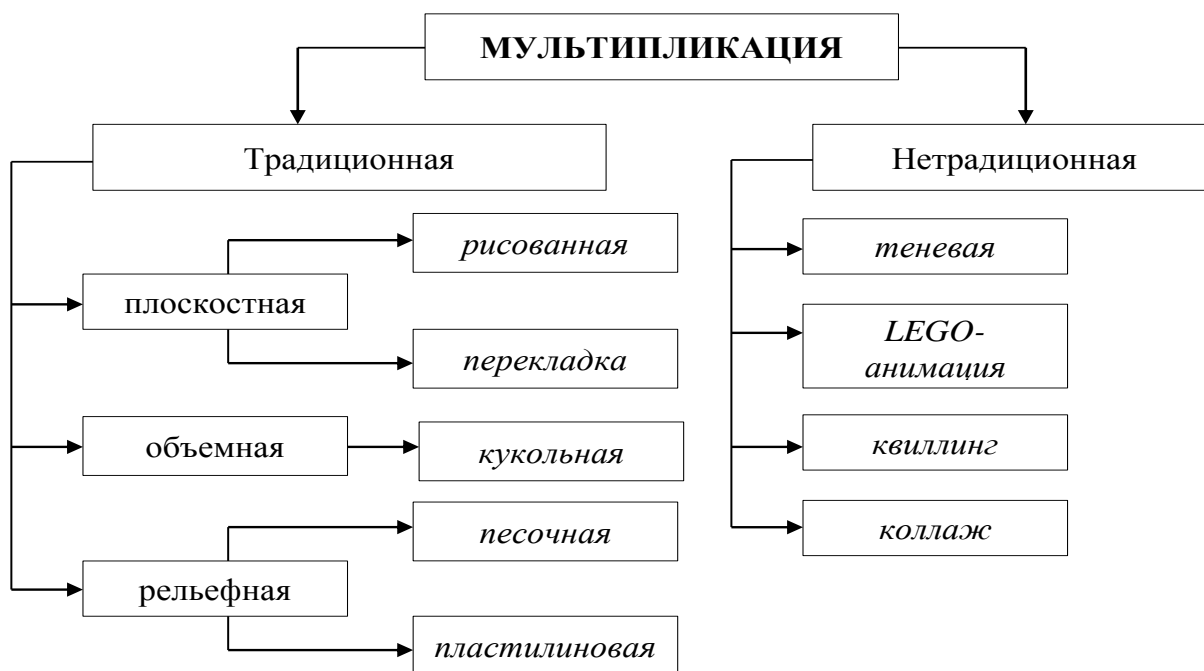 МУЛЬТИПЛИКАЦИЯ
Традиционная
Нетрадиционная
рисованная
плоскостная
перекладка
объемная
кукольная
песочная
рельефная
пластилиновая
теневая
LEGO-
анимация
квиллинг
коллаж